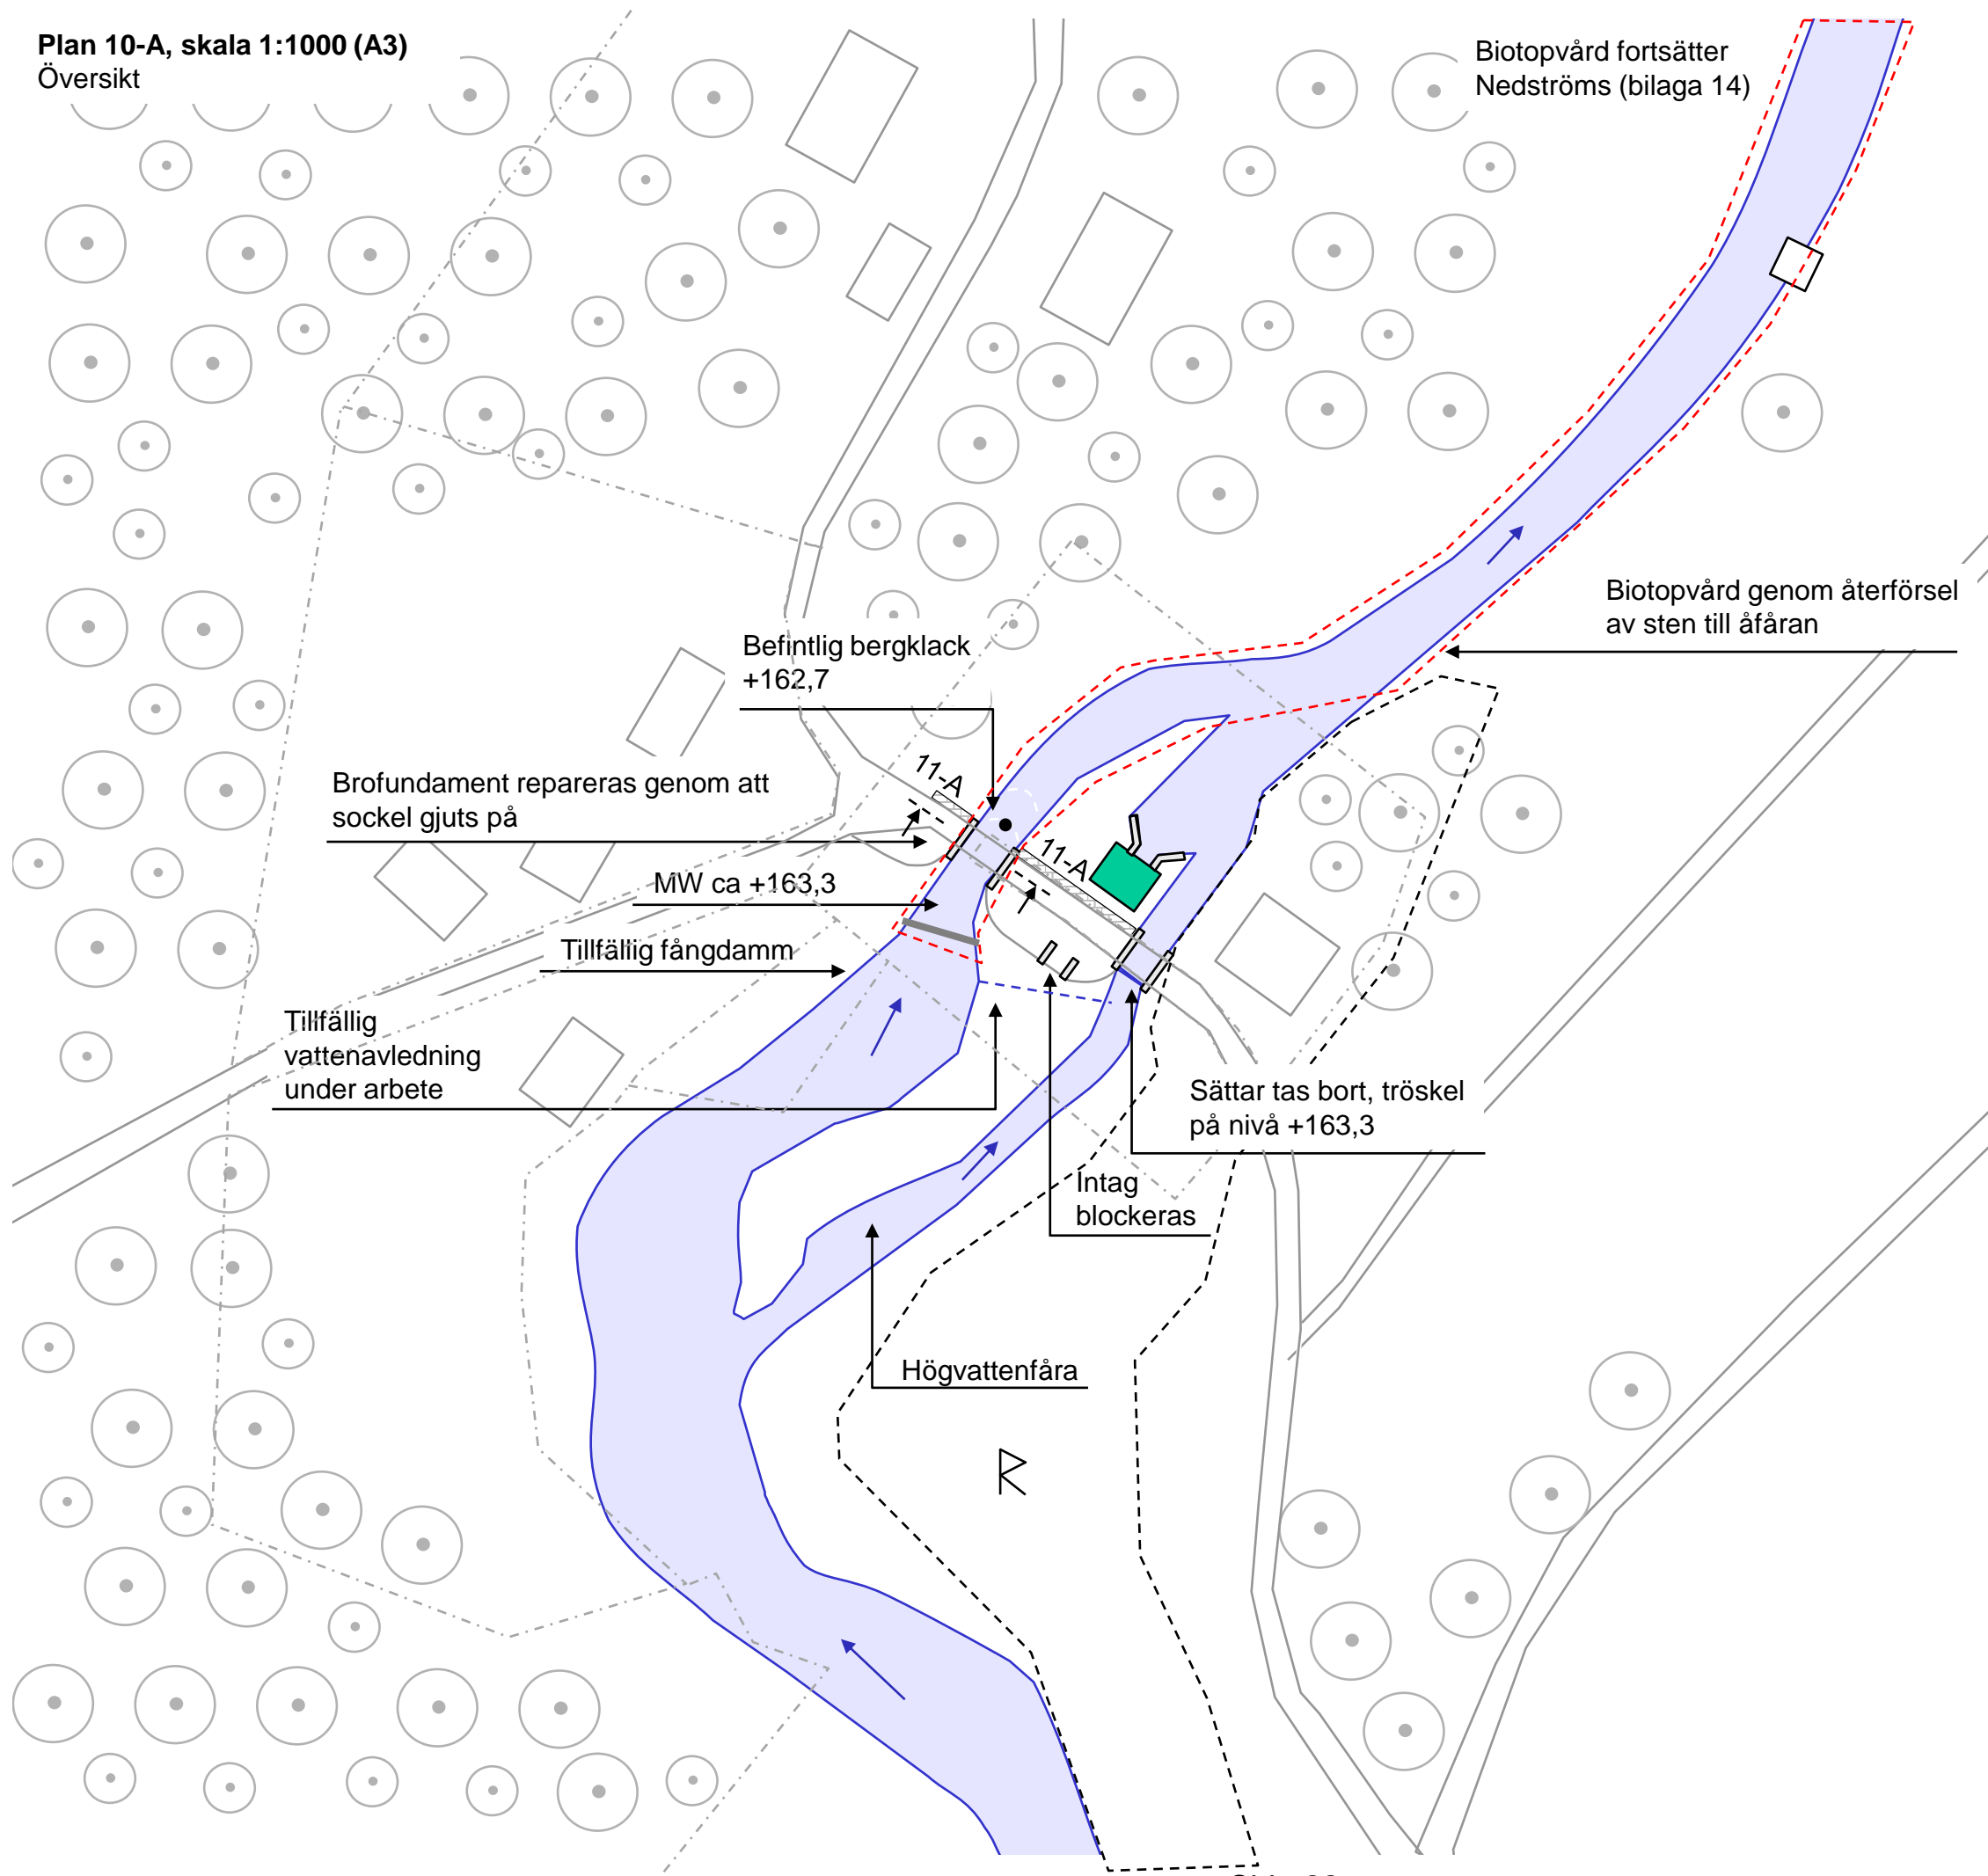 Plan 10-A, skala 1:1000 (A3)
Översikt
Biotopvård fortsätter
Nedströms (bilaga 14)
Biotopvård genom återförsel
av sten till åfåran
Befintlig bergklack
+162,7
11-A
Brofundament repareras genom att
sockel gjuts på
11-A
MW ca +163,3
Tillfällig fångdamm
Tillfällig
vattenavledning
under arbete
Sättar tas bort, tröskel
på nivå +163,3
Intag
blockeras
Högvattenfåra
R